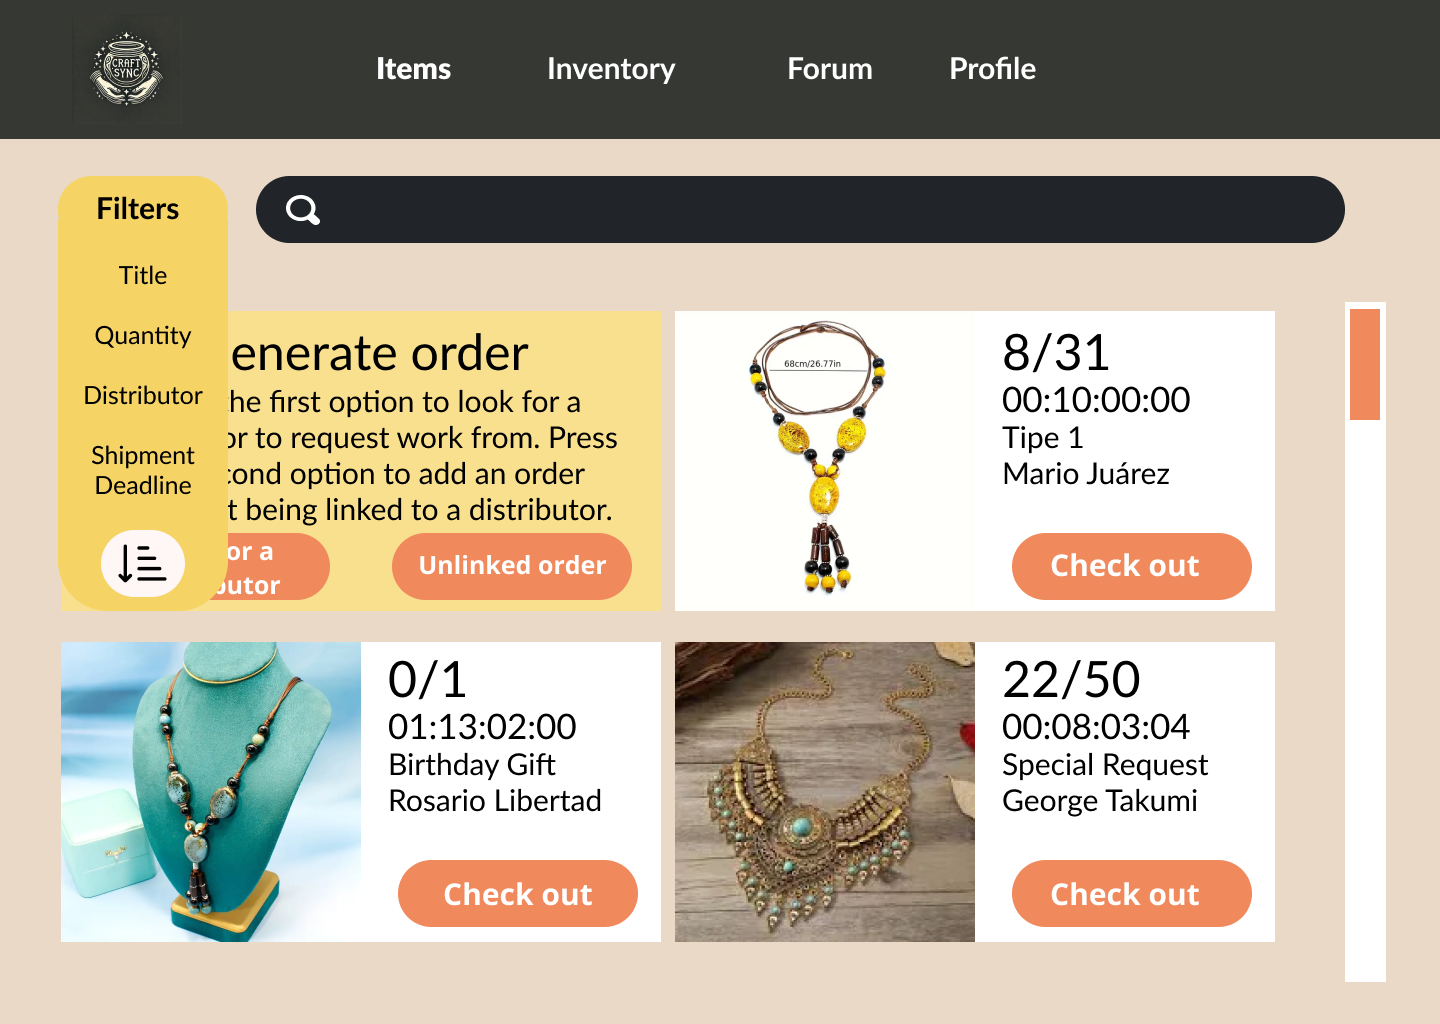 CRAFT
SYNC
Items
Inventory
Forum
Profile
Filters
Title
Quantity
Distributor
Shipment
Deadline
enerate order
the first option to look for a
or to request work from. Press
cond option to add an order
t being linked to a distributor.
or a
butor
Unlinked order
68cm/26.77in
8/31
00:10:00:00
Tipe 1
Mario Juárez
Check out
0/1
01:13:02:00
Birthday Gift
Rosario Libertad
Check out
22/50
00:08:03:04
Special Request
George Takumi
Check out